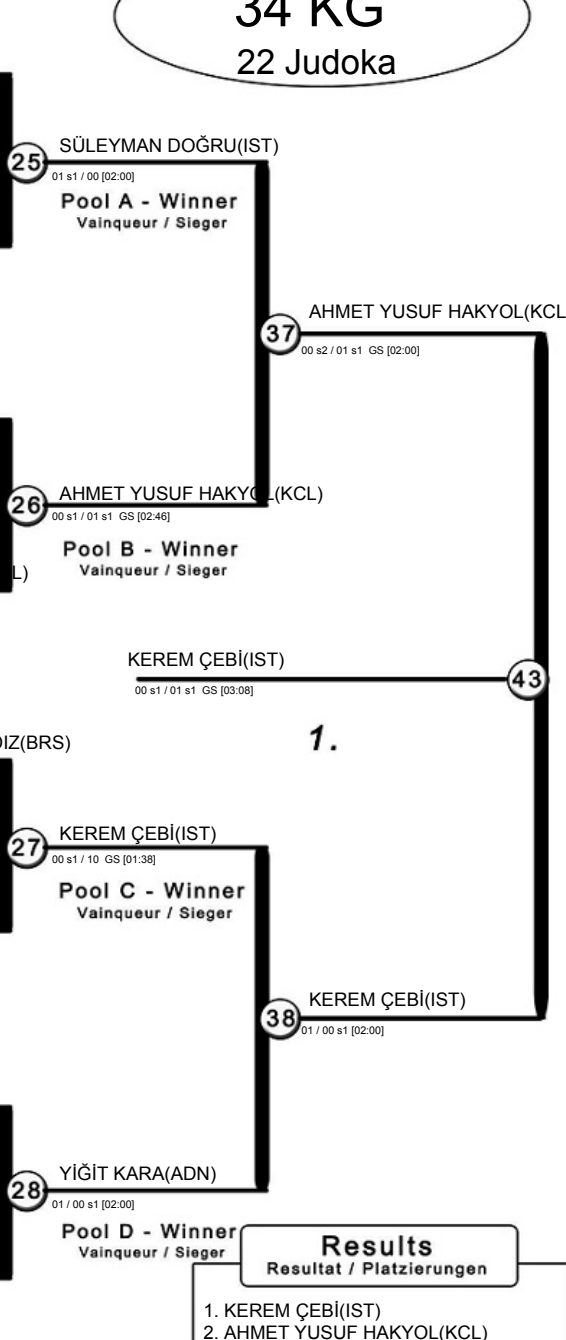 34 KG
22 Judoka
25
SÜLEYMAN DOĞRU(IST)
01 s1 / 00 [02:00]
Pool A - Winner
Vainqueur / Sieger
37
AHMET YUSUF HAKYOL(KCL
00 s2 / 01 s1 GS [02:00]
26
AHMET YUSUF HAKYOL(KCL)
00 s1 / 01 s1 GS [02:46]
Pool B - Winner
Vainqueur / Sieger
L)
KEREM ÇEBİ(IST)
00 s1 / 01 s1 GS [03:08]
43
1.
DIZ(BRS)
27
KEREM ÇEBİ(IST)
00 s1 / 10 GS [01:38]
Pool C - Winner
Vainqueur / Sieger
38
KEREM ÇEBİ(IST)
01 / 00 s1 [02:00]
28
YİĞİT KARA(ADN)
01 / 00 s1 [02:00]
Pool D - Winner
Vainqueur / Sieger
Results
Resultat / Platzierungen
1. KEREM ÇEBİ(IST)
2. AHMET YUSUF HAKYOL(KCL)